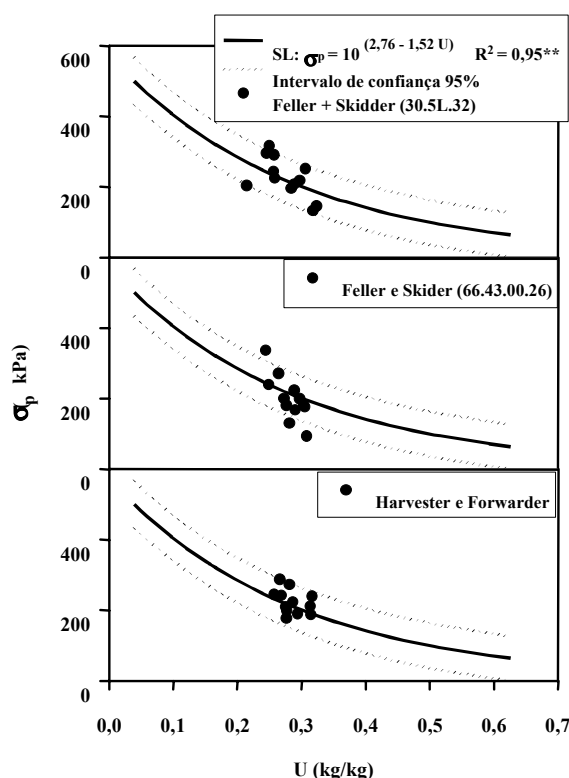 SL: σp = 10 (2,76 - 1,52 U) R2 = 0,95**
Intervalo de confiança 95%
Feller + Skidder (30.5L.32)
600
400
200
0
Feller e Skider (66.43.00.26)
400
200
0
Harvester e Forwarder
400
200
0
σp kPa)
0,0 0,1 0,2 0,3 0,4 0,5 0,6 0,7
U (kg/kg)